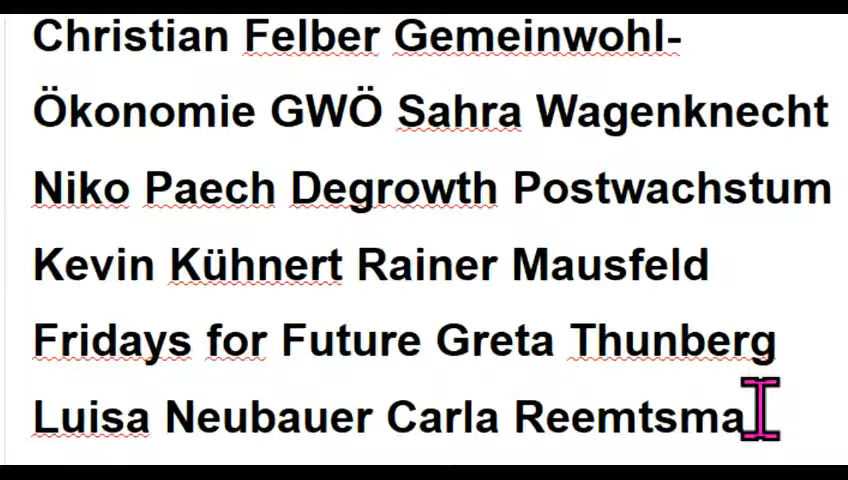 Christian Felber Gemeinwohl-
Ökonomie GWÖ Sahra Wagenknecht
Niko Paech Degrowth Postwachstum
Kevin Kühnert Rainer Mausfeld
Fridays for Future Greta Thunberg
Luisa Neubauer Carla Reemtsma